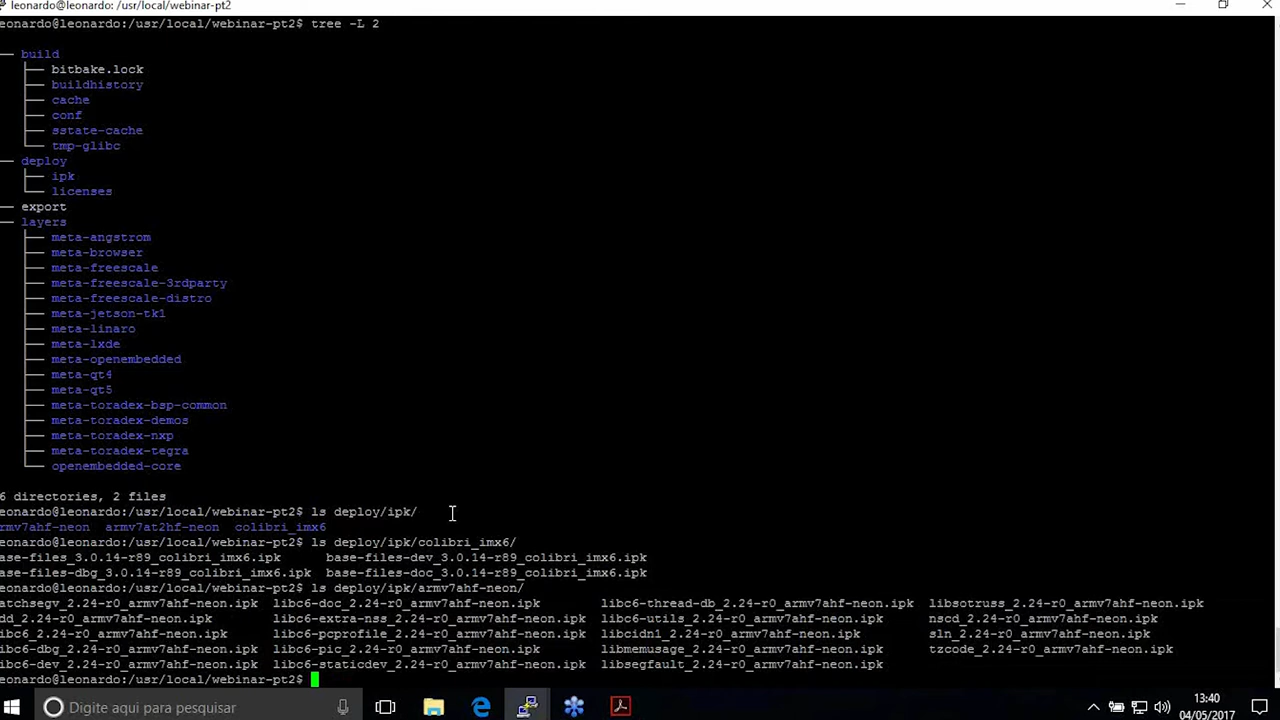 leonardo@leonardo: /usr/local/webinar-pt2
eonardo@leonardo:/usr/local/webinar-pt2$ tree -L 2
── build
├── bitbake.lock
├── buildhistory
├── cache
├── conf
├── sstate-cache
└── tmp-glibc
── deploy
├── ipk
└── licenses
── export
── layers
├── meta-angstrom
├── meta-browser
├── meta-freescale
├── meta-freescale-3rdparty
├── meta-freescale-distro
├── meta-jetson-tk1
├── meta-linaro
├── meta-lxde
├── meta-openembedded
├── meta-qt4
├── meta-qt5
├── meta-toradex-bsp-common
├── meta-toradex-demos
├── meta-toradex-nxp
├── meta-toradex-tegra
└── openembedded-core
6 directories, 2 files
eonardo@leonardo:/usr/local/webinar-pt2$ ls deploy/ipk/
rmv7ahf-neon armv7at2hf-neon colibri_imx6
eonardo@leonardo:/usr/local/webinar-pt2$ ls deploy/ipk/colibri_imx6/
ase-files_3.0.14-r89_colibri_imx6.ipk base-files-dev_3.0.14-r89_colibri_imx6.ipk
ase-files-dbg_3.0.14-r89_colibri_imx6.ipk base-files-doc_3.0.14-r89_colibri_imx6.ipk
eonardo@leonardo:/usr/local/webinar-pt2$ ls deploy/ipk/armv7ahf-neon/
atchsegv_2.24-r0_armv7ahf-neon.ipk libc6-doc_2.24-r0_armv7ahf-neon.ipk libc6-thread-db_2.24-r0_armv7ahf-neon.ipk libsotruss_2.24-r0_armv7ahf-neon.ipk
dd_2.24-r0_armv7ahf-neon.ipk libc6-extra-nss_2.24-r0_armv7ahf-neon.ipk libc6-utils_2.24-r0_armv7ahf-neon.ipk nscd_2.24-r0_armv7ahf-neon.ipk
ibc6_2.24-r0_armv7ahf-neon.ipk libc6-pcprofile_2.24-r0_armv7ahf-neon.ipk libcidn1_2.24-r0_armv7ahf-neon.ipk sln_2.24-r0_armv7ahf-neon.ipk
ibc6-dbg_2.24-r0_armv7ahf-neon.ipk libc6-pic_2.24-r0_armv7ahf-neon.ipk libmemusage_2.24-r0_armv7ahf-neon.ipk tzcode_2.24-r0_armv7ahf-neon.ipk
ibc6-dev_2.24-r0_armv7ahf-neon.ipk libc6-staticdev_2.24-r0_armv7ahf-neon.ipk libsegfault_2.24-r0_armv7ahf-neon.ipk
eonardo@leonardo:/usr/local/webinar-pt2$
Digite aqui para pesquisar
13:40
04/05/2017